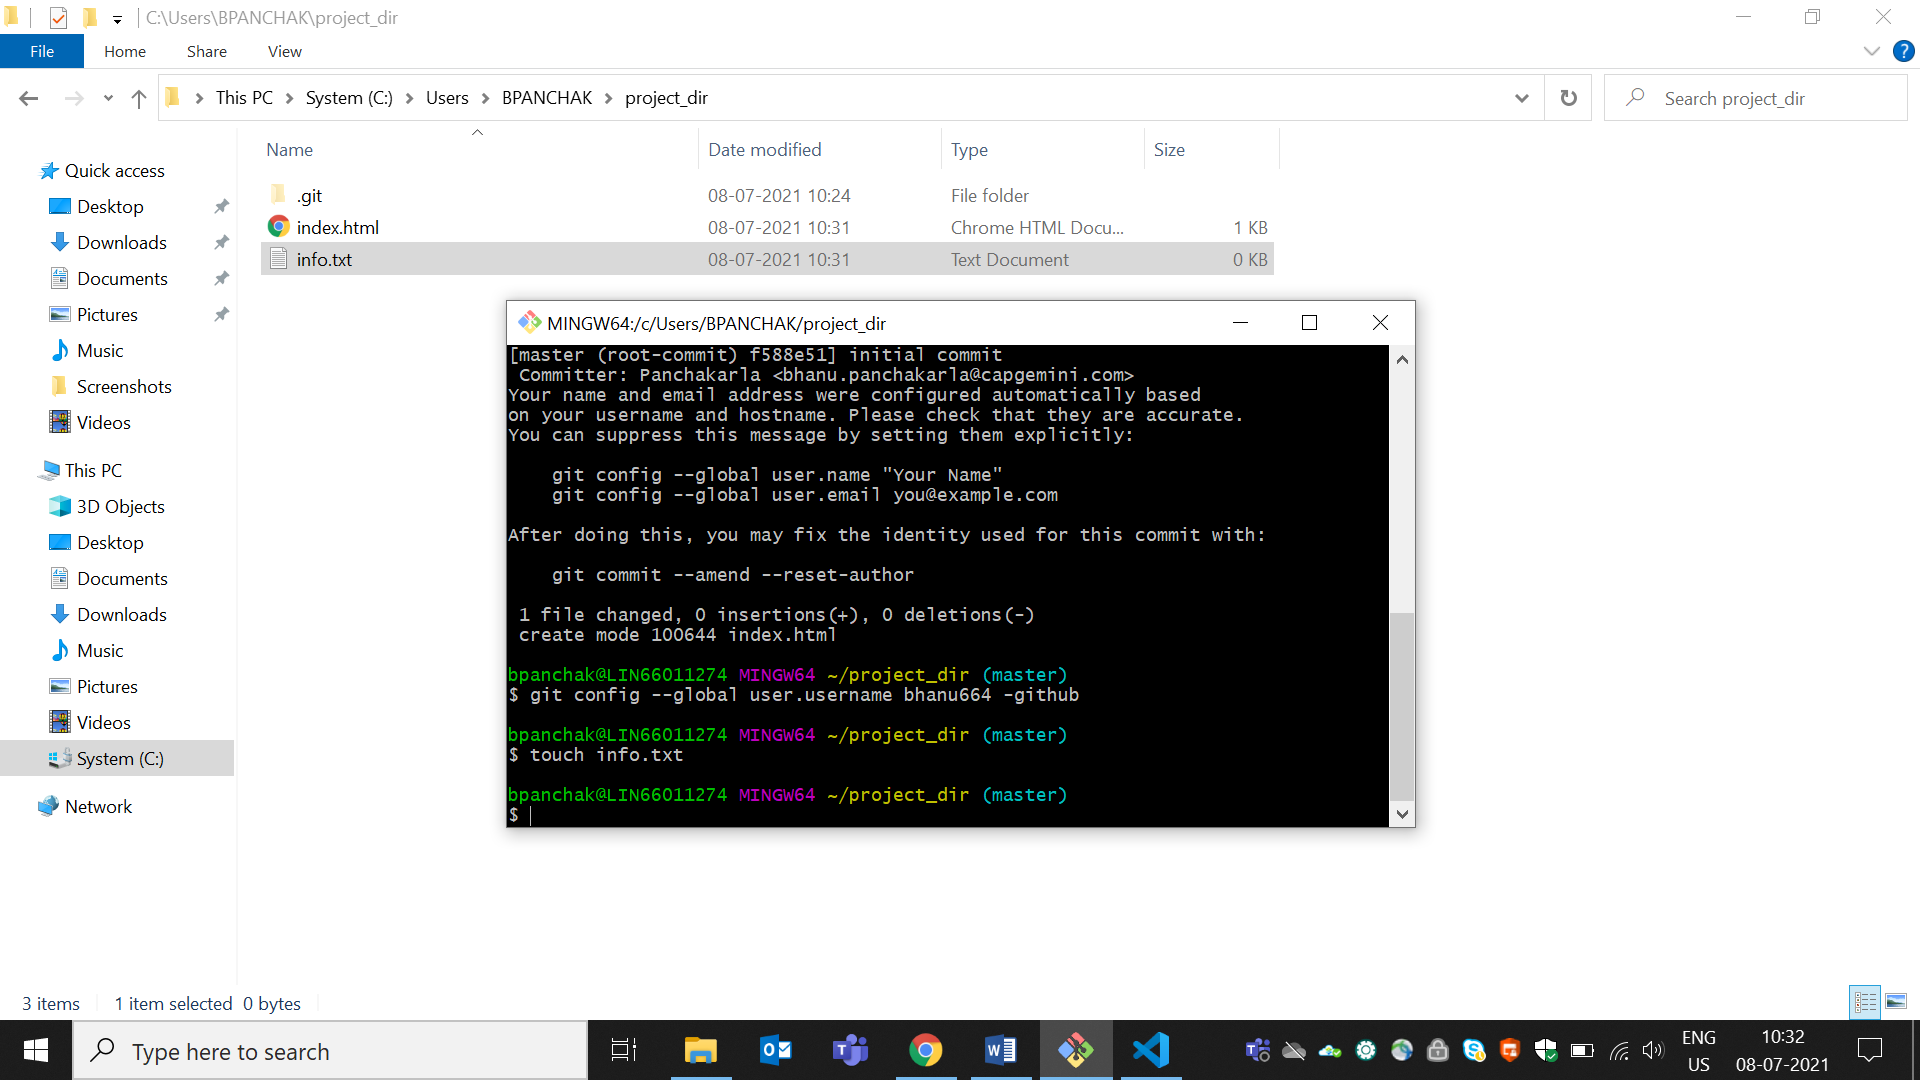 C:\Users\BPANCHAK\project_dir
File Home Share View
This PC System (C:) Users BPANCHAK project_dir
Search project_dir
Name Date modified Type Size
.git 08-07-2021 10:24 File folder
index.html 08-07-2021 10:31 Chrome HTML Docu... 1 KB
info.txt 08-07-2021 10:31 Text Document 0 KB
Quick access
Desktop
Downloads
Documents
Pictures
Music
Screenshots
Videos
This PC
3D Objects
Desktop
Documents
Downloads
Music
Pictures
Videos
System (C:)
Network
MINGW64:/c/Users/BPANCHAK/project_dir
[master (root-commit) f588e51] initial commit
Committer: Panchakarla <bhanu.panchakarla@capgemini.com>
Your name and email address were configured automatically based
on your username and hostname. Please check that they are accurate.
You can suppress this message by setting them explicitly:
git config --global user.name "Your Name"
git config --global user.email you@example.com
After doing this, you may fix the identity used for this commit with:
git commit --amend --reset-author
1 file changed, 0 insertions(+), 0 deletions(-)
create mode 100644 index.html
bpanchak@LIN66011274 MINGW64 ~/project_dir (master)
$ git config --global user.username bhanu664 -github
bpanchak@LIN66011274 MINGW64 ~/project_dir (master)
$ touch info.txt
bpanchak@LIN66011274 MINGW64 ~/project_dir (master)
$
3 items 1 item selected 0 bytes
Type here to search
ENG
US
10:32
08-07-2021